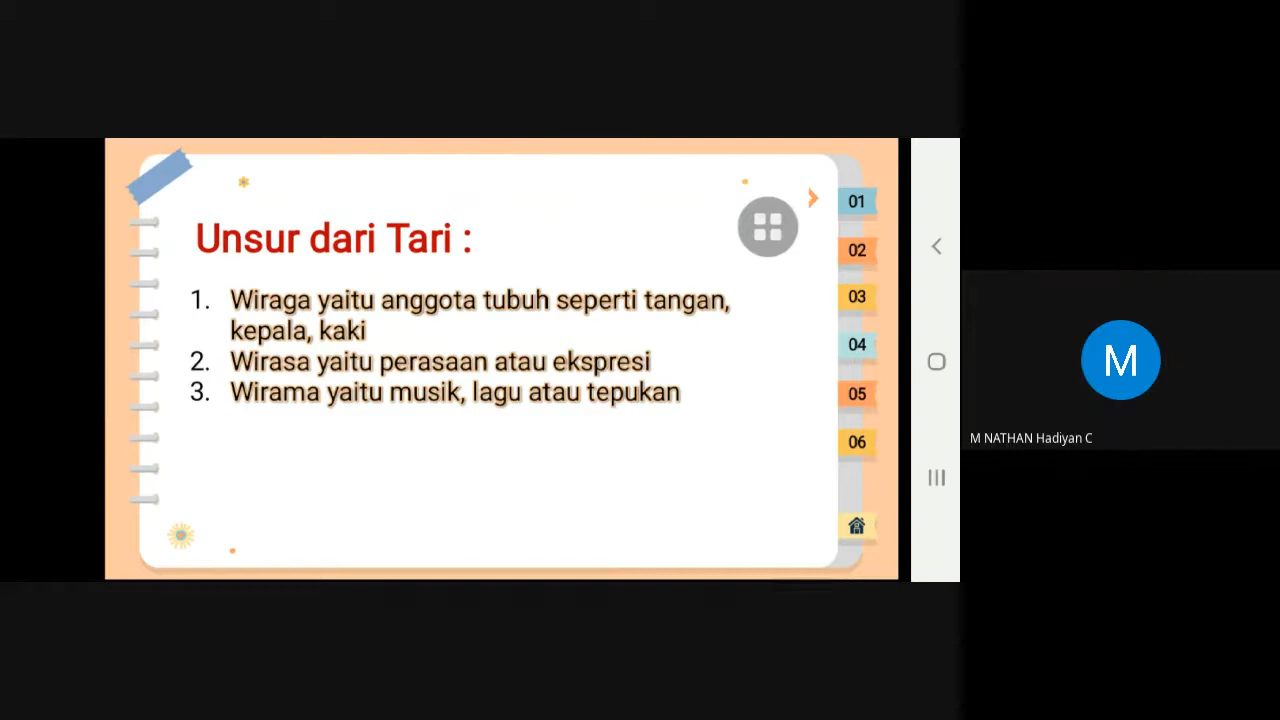 Unsur dari Tari :
1. Wiraga yaitu anggota tubuh seperti tangan,
kepala, kaki
2. Wirasa yaitu perasaan atau ekspresi
3. Wirama yaitu musik, lagu atau tepukan
01
02
03
04
05
06
M
M NATHAN Hadiyan C